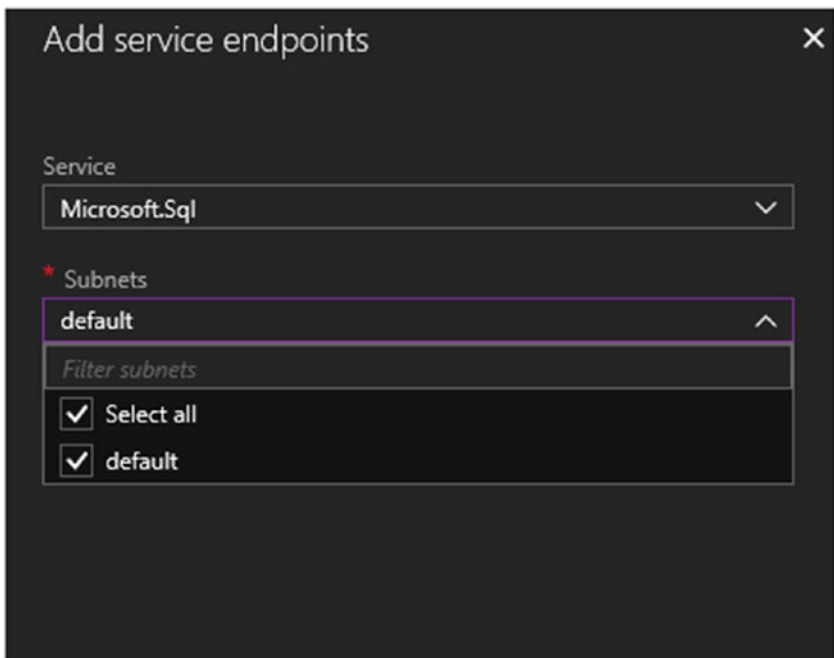 Add service endpoints
Service
Microsoft.Sql
* Subnets
default
Filter subnets
Select all
default